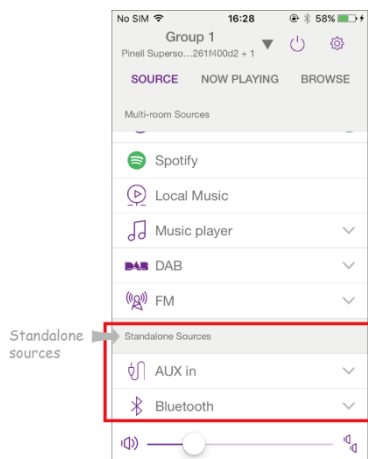 No SIM 16:28 58%
Group 1
Pinell Superso...261f400d2 + 1
SOURCE NOW PLAYING BROWSE
Multi-room Sources
Spotify
Local Music
Music player
DAB DAB
FM
Standalone Sources
Standalone
sources
AUX in
Bluetooth